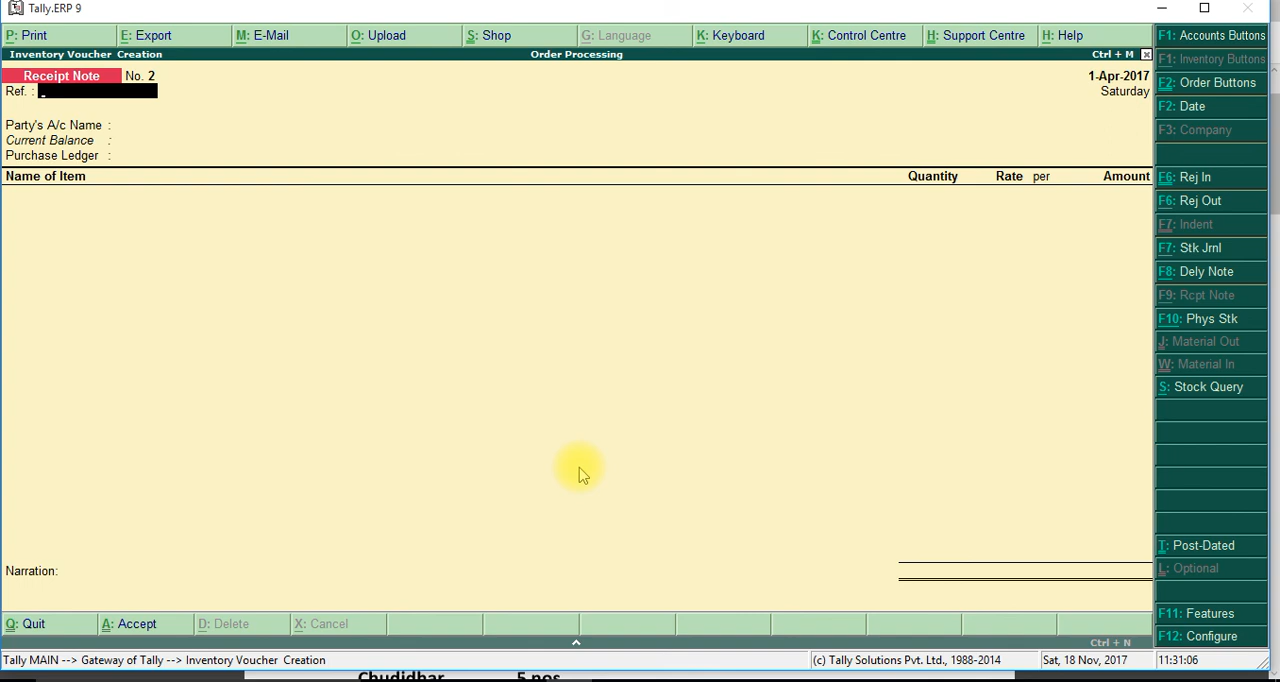 Tally.ERP 9
P: Print E: Export M: E-Mail O: Upload S: Shop G: Language K: Keyboard K: Control Centre H: Support Centre H: Help
Inventory Voucher Creation Order Processing Ctrl + M
Receipt Note No. 2 1-Apr-2017
Ref. : Saturday
Party's A/c Name :
Current Balance :
Purchase Ledger :
Name of Item Quantity Rate per Amount
Narration:
F1: Accounts Buttons
F1: Inventory Buttons
F2: Order Buttons
F2: Date
F3: Company
F6: Rej In
F6: Rej Out
F7: Indent
F7: Stk Jrnl
F8: Dely Note
F9: Rcpt Note
F10: Phys Stk
J: Material Out
W: Material In
S: Stock Query
T: Post-Dated
L: Optional
F11: Features
F12: Configure
Q: Quit A: Accept D: Delete X: Cancel
Ctrl + N
Tally MAIN --> Gateway of Tally --> Inventory Voucher Creation (c) Tally Solutions Pvt. Ltd., 1988-2014 Sat, 18 Nov, 2017 11:31:06
Chudidhar 5 nos